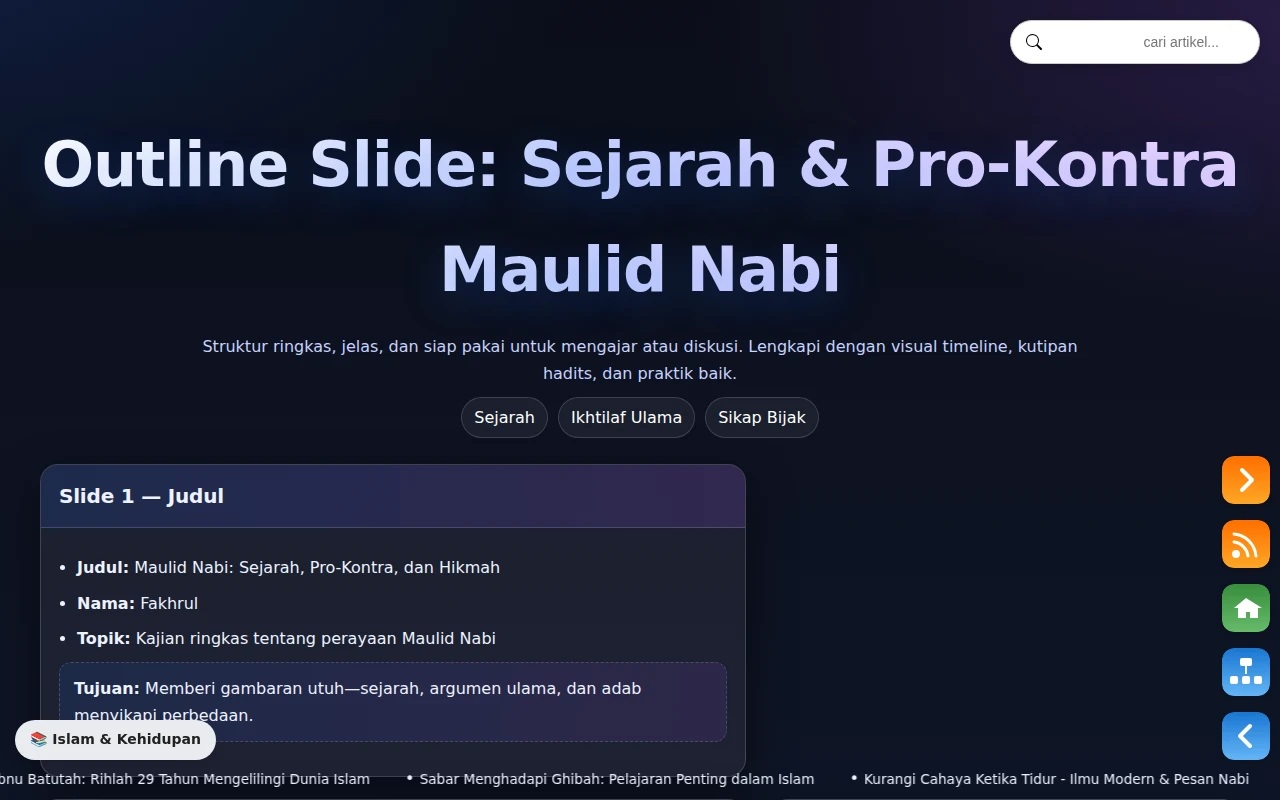 cari artikel...
Outline Slide: Sejarah & Pro-Kontra
Maulid Nabi
Struktur ringkas, jelas, dan siap pakai untuk mengajar atau diskusi. Lengkapi dengan visual timeline, kutipan
hadits, dan praktik baik.
Sejarah Ikhtilaf Ulama Sikap Bijak
Slide 1 — Judul
• Judul: Maulid Nabi: Sejarah, Pro-Kontra, dan Hikmah
• Nama: Fakhrul
• Topik: Kajian ringkas tentang perayaan Maulid Nabi
Tujuan: Memberi gambaran utuh—sejarah, argumen ulama, dan adab
menyikapi perbedaan.
📚 Islam & Kehidupan
Batutah: Rihlah 29 Tahun Mengelilingi Dunia Islam • Sabar Menghadapi Ghibah: Pelajaran Penting dalam Islam • Kurangi Cahaya Ketika Tidur - Ilmu Modern & Pesan Nabi